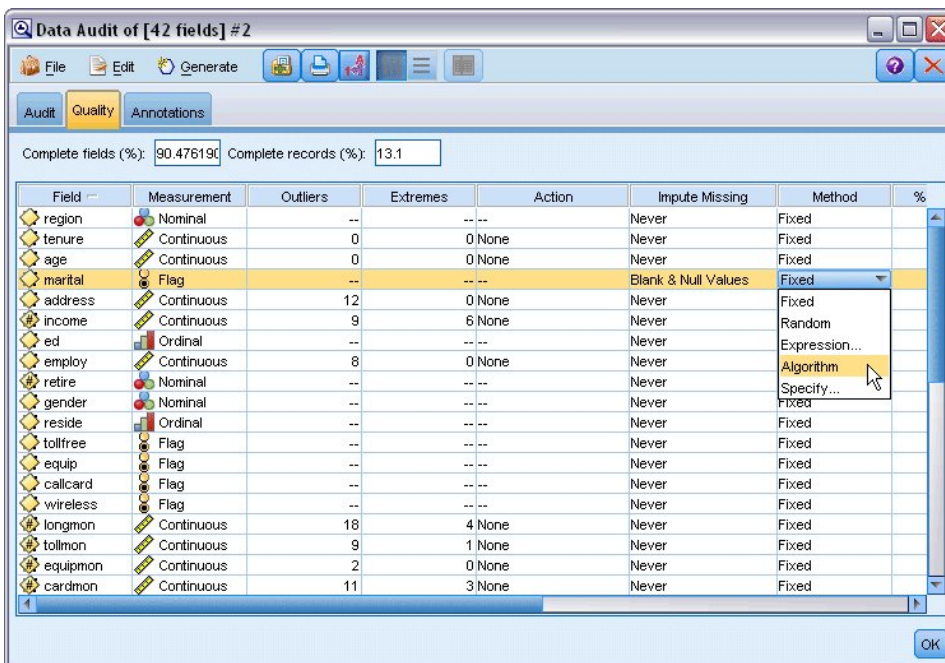 Data Audit of [42 fields] #2
File Edit Generate
Audit Quality Annotations
Complete fields (%): 90.476190 Complete records (%): 13.1
Field Measurement Outliers Extremes Action Impute Missing Method %
region Nominal -- -- -- Never Fixed
tenure Continuous 0 0 None Never Fixed
age Continuous 0 0 None Never Fixed
marital Flag -- -- -- Blank & Null Values Fixed
address Continuous 12 0 None Never Fixed
income Continuous 9 6 None Never Random
ed Ordinal -- -- -- Never Expression...
employ Continuous 8 0 None Never Algorithm
retire Nominal -- -- -- Never Specify...
gender Nominal -- -- -- Never Fixed
reside Ordinal -- -- -- Never Fixed
tollfree Flag -- -- -- Never Fixed
equip Flag -- -- -- Never Fixed
callcard Flag -- -- -- Never Fixed
wireless Flag -- -- -- Never Fixed
longmon Continuous 18 4 None Never Fixed
tollmon Continuous 9 1 None Never Fixed
equipmon Continuous 2 0 None Never Fixed
cardmon Continuous 11 3 None Never Fixed
OK